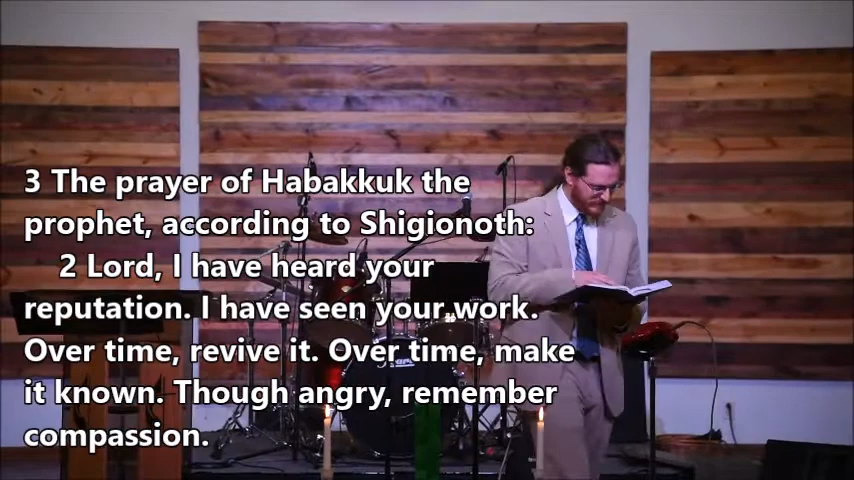 3 The prayer of Habakkuk the
prophet, according to Shigionoth:
2 Lord, I have heard your
reputation. I have seen your work.
Over time, revive it. Over time, make
it known. Though angry, remember
compassion.